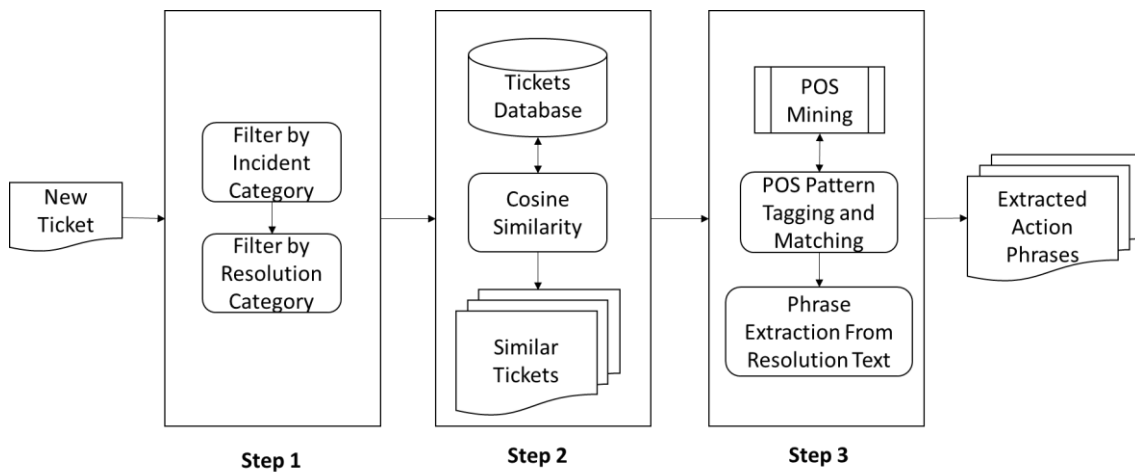 New
Ticket
Filter by
Incident
Category
Filter by
Resolution
Category
Step 1
Tickets
Database
Cosine
Similarity
Similar
Tickets
Step 2
POS
Mining
POS Pattern
Tagging and
Matching
Phrase
Extraction From
Resolution Text
Step 3
Extracted
Action
Phrases